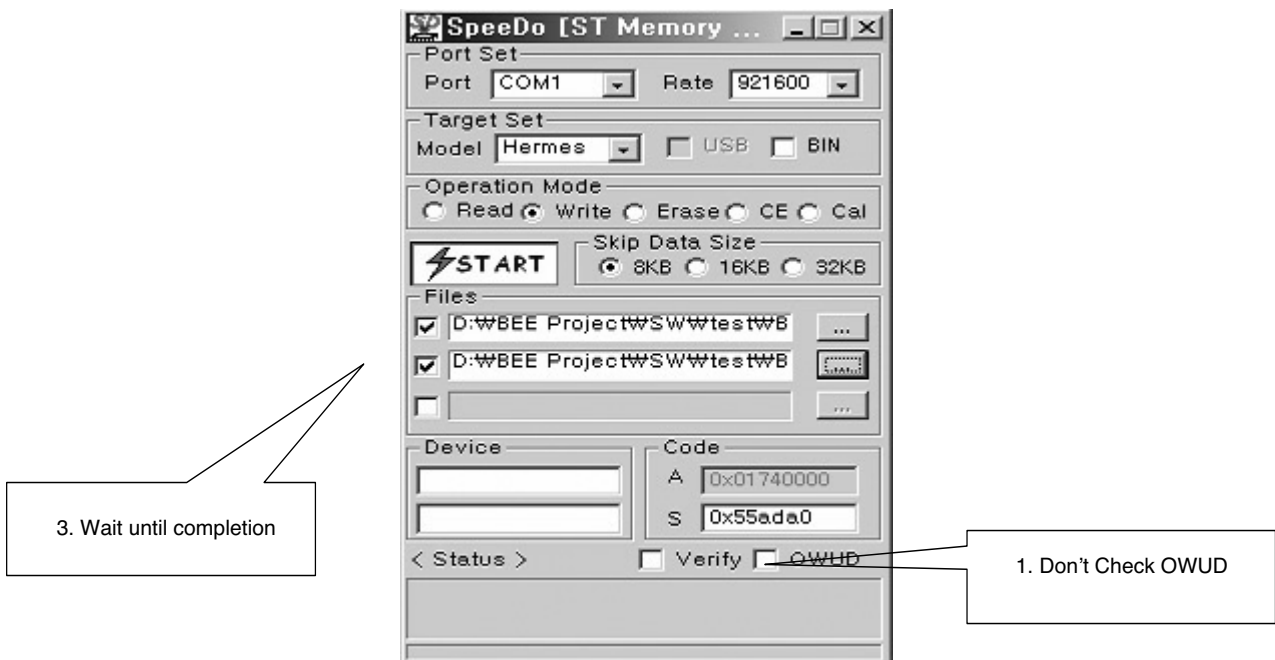 SpeeDo [ST Memory ...
Port Set
Port COM1 Rate 921600
Target Set
Model Hermes USB BIN
Operation Mode
Read Write Erase CE Cal
START
Skip Data Size
8KB 16KB 32KB
Files
D:₩BEE Project₩SW₩test₩B ...
D:₩BEE Project₩SW₩test₩B ...
...
Device
Code
A 0x01740000
S 0x55ada0
< Status > Verify OWUD
3. Wait until completion
1. Don’t Check OWUD